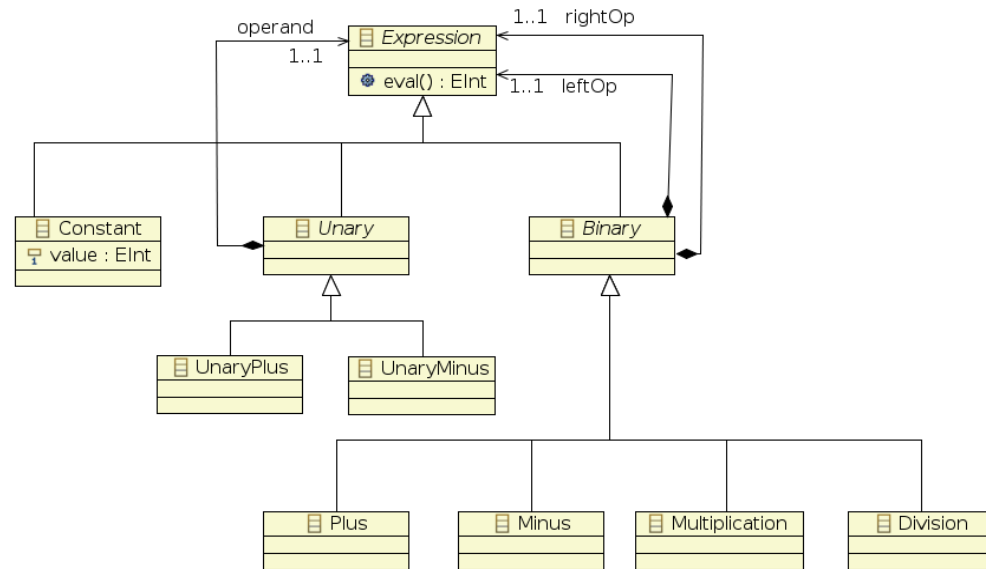 operand
1..1
Expression
eval() : EInt
1..1 rightOp
1..1 leftOp
Constant
value : EInt
1
Unary
Binary
UnaryPlus
UnaryMinus
Plus
Minus
Multiplication
Division